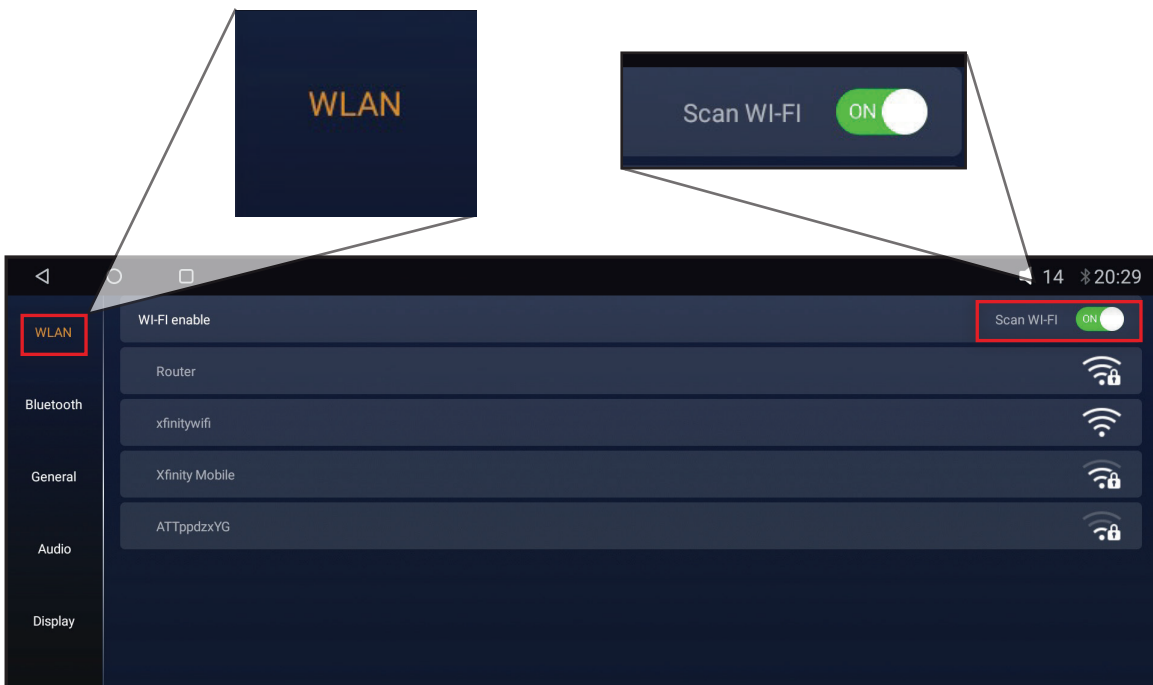 WLAN
Scan WI-FI ON
14 20:29
WLAN
WI-FI enable Scan WI-FI ON
Router
Bluetooth
xfinitywifi
General
Xfinity Mobile
ATTppdzxYG
Audio
Display